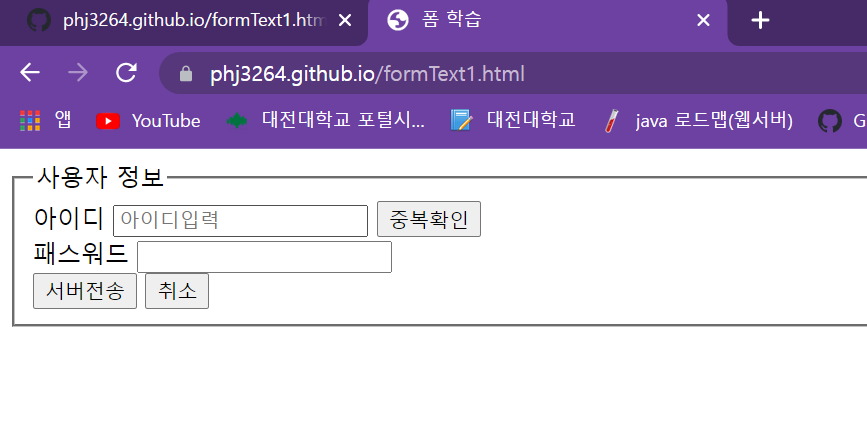 phj3264.github.io/formText1.htm
폼 학습
phj3264.github.io/formText1.html
앱 YouTube 대전대학교 포털시... 대전대학교 java 로드맵(웹서버) G
사용자 정보
아이디 아이디입력 중복확인
패스워드
서버전송 취소